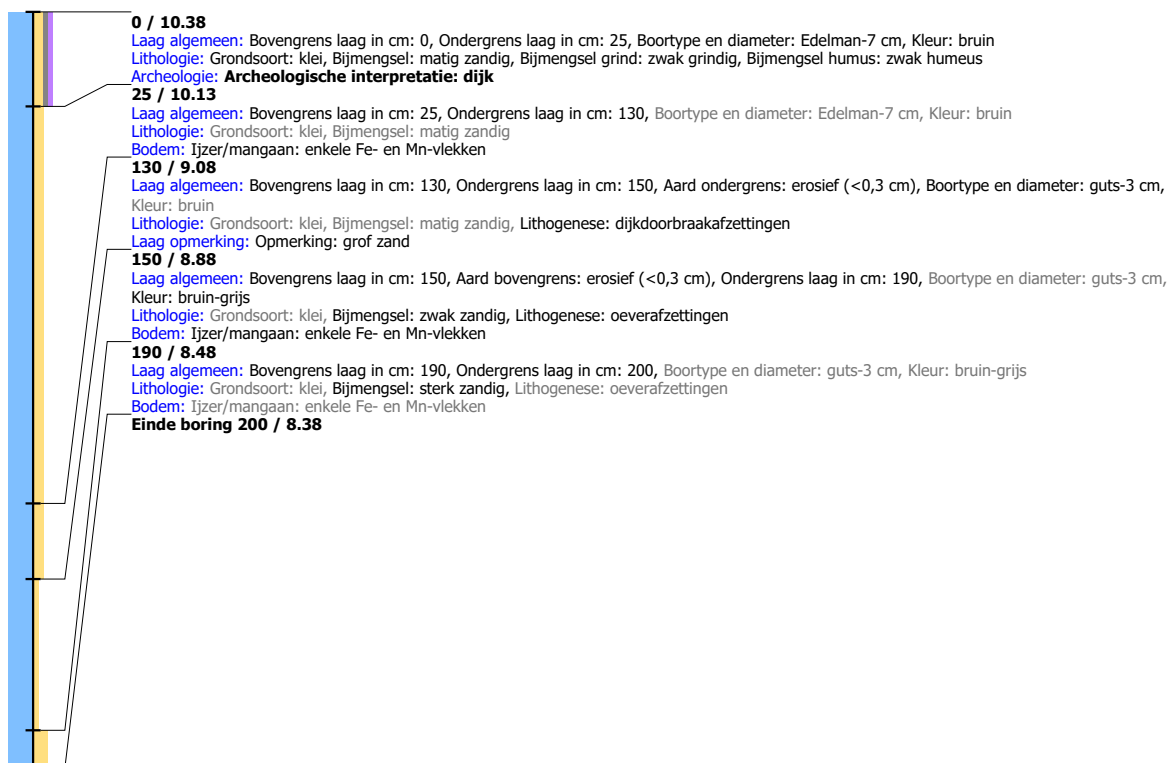 0 / 10.38
Laag algemeen: Bovengrens laag in cm: 0, Ondergrens laag in cm: 25, Boortype en diameter: Edelman-7 cm, Kleur: bruin
Lithologie: Grondsoort: klei, Bijmengsel: matig zandig, Bijmengsel grind: zwak grindig, Bijmengsel humus: zwak humeus
Archeologie: Archeologische interpretatie: dijk
25 / 10.13
Laag algemeen: Bovengrens laag in cm: 25, Ondergrens laag in cm: 130, Boortype en diameter: Edelman-7 cm, Kleur: bruin
Lithologie: Grondsoort: klei, Bijmengsel: matig zandig
Bodem: Ijzer/mangaan: enkele Fe- en Mn-vlekken
130 / 9.08
Laag algemeen: Bovengrens laag in cm: 130, Ondergrens laag in cm: 150, Aard ondergrens: erosief (<0,3 cm), Boortype en diameter: guts-3 cm,
Kleur: bruin
Lithologie: Grondsoort: klei, Bijmengsel: matig zandig, Lithogenese: dijkdoorbraakafzettingen
Laag opmerking: Opmerking: grof zand
150 / 8.88
Laag algemeen: Bovengrens laag in cm: 150, Aard bovengrens: erosief (<0,3 cm), Ondergrens laag in cm: 190, Boortype en diameter: guts-3 cm,
Kleur: bruin-grijs
Lithologie: Grondsoort: klei, Bijmengsel: zwak zandig, Lithogenese: oeverafzettingen
Bodem: Ijzer/mangaan: enkele Fe- en Mn-vlekken
190 / 8.48
Laag algemeen: Bovengrens laag in cm: 190, Ondergrens laag in cm: 200, Boortype en diameter: guts-3 cm, Kleur: bruin-grijs
Lithologie: Grondsoort: klei, Bijmengsel: sterk zandig, Lithogenese: oeverafzettingen
Bodem: Ijzer/mangaan: enkele Fe- en Mn-vlekken
Einde boring 200 / 8.38